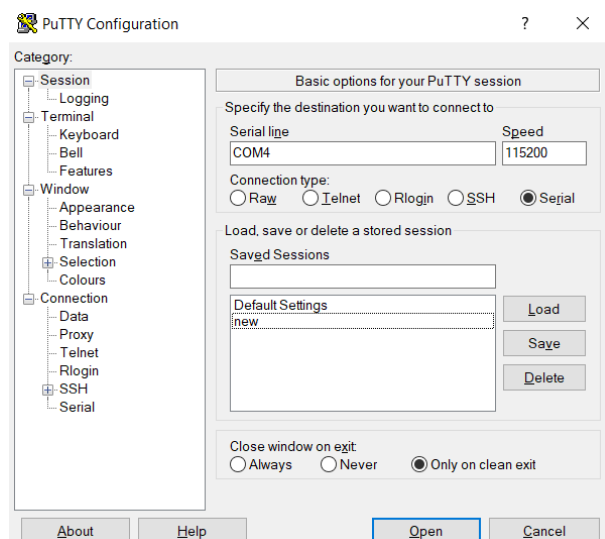 PuTTY Configuration ? ×
Category:
Session
Logging
Terminal
Keyboard
Bell
Features
Window
Appearance
Behaviour
Translation
Selection
Colours
Connection
Data
Proxy
Telnet
Rlogin
SSH
Serial
Basic options for your PuTTY session
Specify the destination you want to connect to
Serial line Speed
COM4 115200
Connection type:
Raw Telnet Rlogin SSH Serial
Load, save or delete a stored session
Saved Sessions
Default Settings
new
Load
Save
Delete
Close window on exit:
Always Never Only on clean exit
About Help Open Cancel